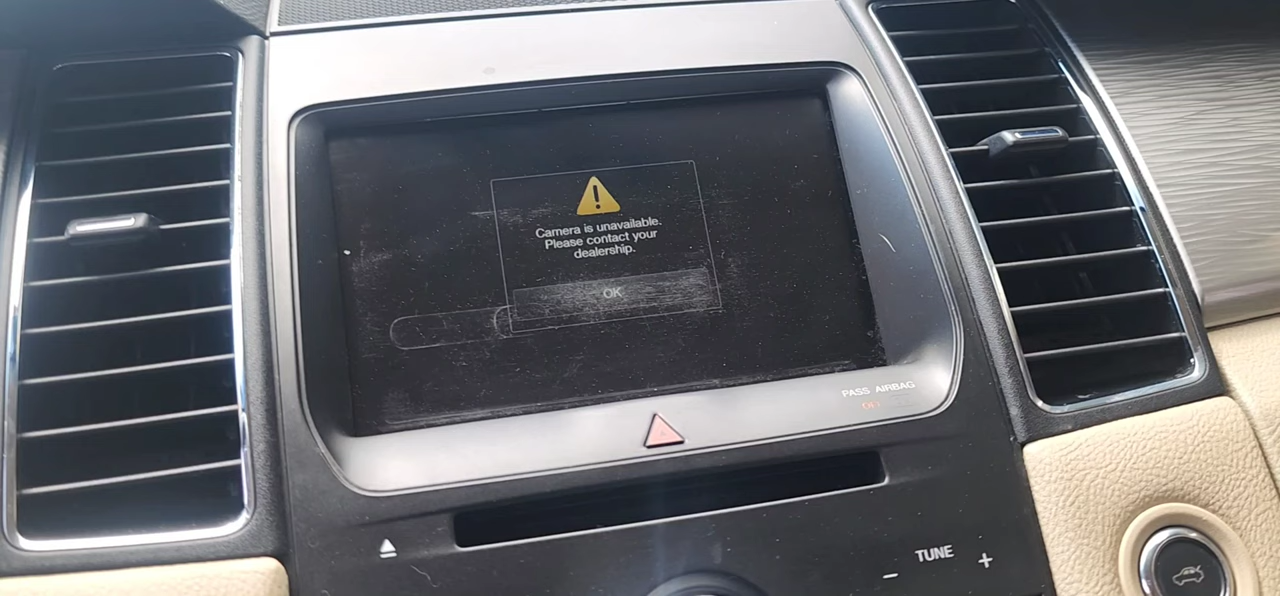 Camera is unavailable.
Please contact your
dealership.
OK
PASS AIRBAG
OFF
TUNE
- +